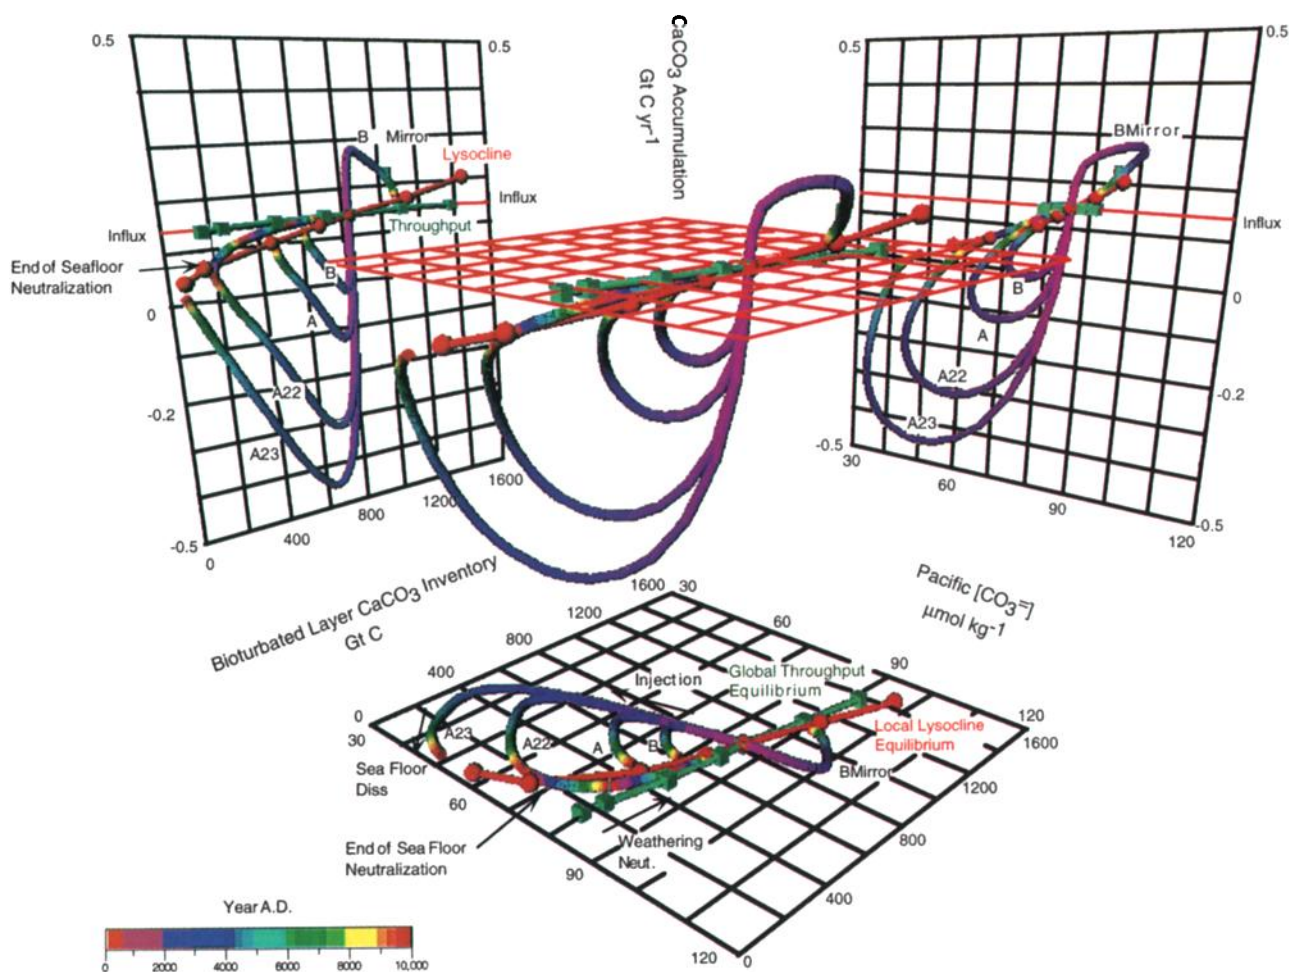 CaCO3 Accumulation
Gt C yr-1
0.5
0.5
B Mirror
Lysocline
Influx
Throughput
Influx
End of Seafloor
Neutralization
B
0
A
A22
-0.2
A23
-0.5
0
400
800
1200
1600
0.5
0.5
BMirror
Influx
B
0
A
A22
-0.2
A23
-0.5
30
60
90
-0.5
120
Bioturbated Layer CaCO3 Inventory
Gt C
Pacific [CO3=]
µmol kg-1
1600
30
1200
60
800
90
400
Injection
Global Throughput
Equilibrium
0
30
120
1600
A23
A22
A
B
Local Lysocline
Equilibrium
Sea Floor
Diss
BMirror
60
1200
End of Sea Floor
Neutralization
Weathering
Neut.
800
90
400
120
0
Year A.D.
0
2000
4000
6000
8000
10,000